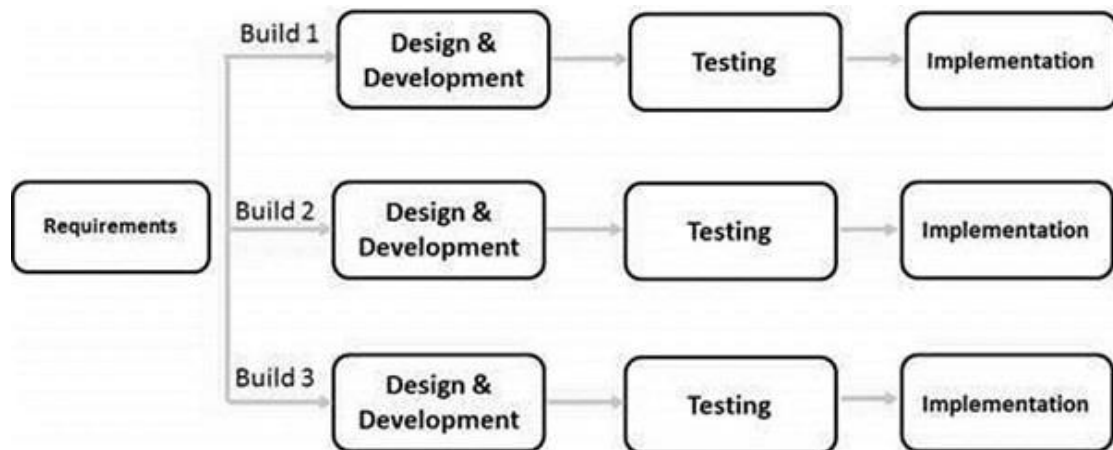 Build 1
Design &
Development
Testing
Implementation
Requirements
Build 2
Design &
Development
Testing
Implementation
Build 3
Design &
Development
Testing
Implementation